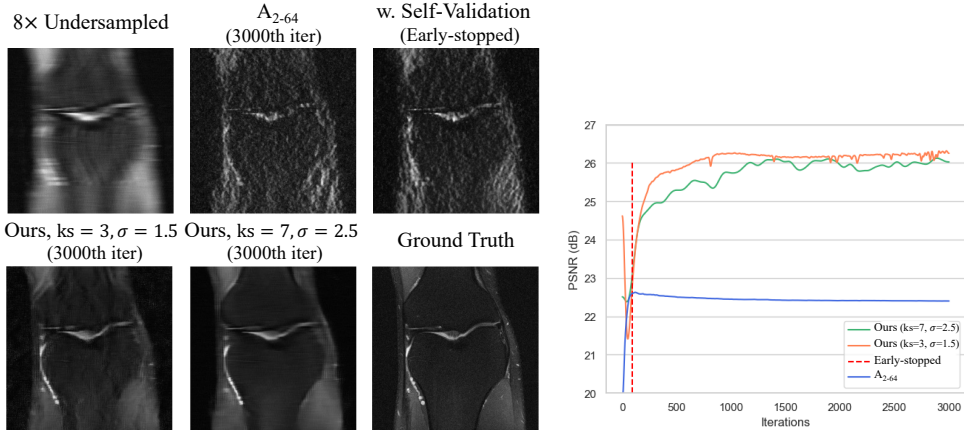 8× Undersampled
A2-64
(3000th iter)
w. Self-Validation
(Early-stopped)
Ours, ks = 3, σ = 1.5
(3000th iter)
Ours, ks = 7, σ = 2.5
(3000th iter)
Ground Truth
PSNR (dB)
27
26
25
24
23
22
21
20
0
500
1000
1500
2000
2500
3000
Iterations
Ours (ks=7, σ=2.5)
Ours (ks=3, σ=1.5)
Early-stopped
A2-64